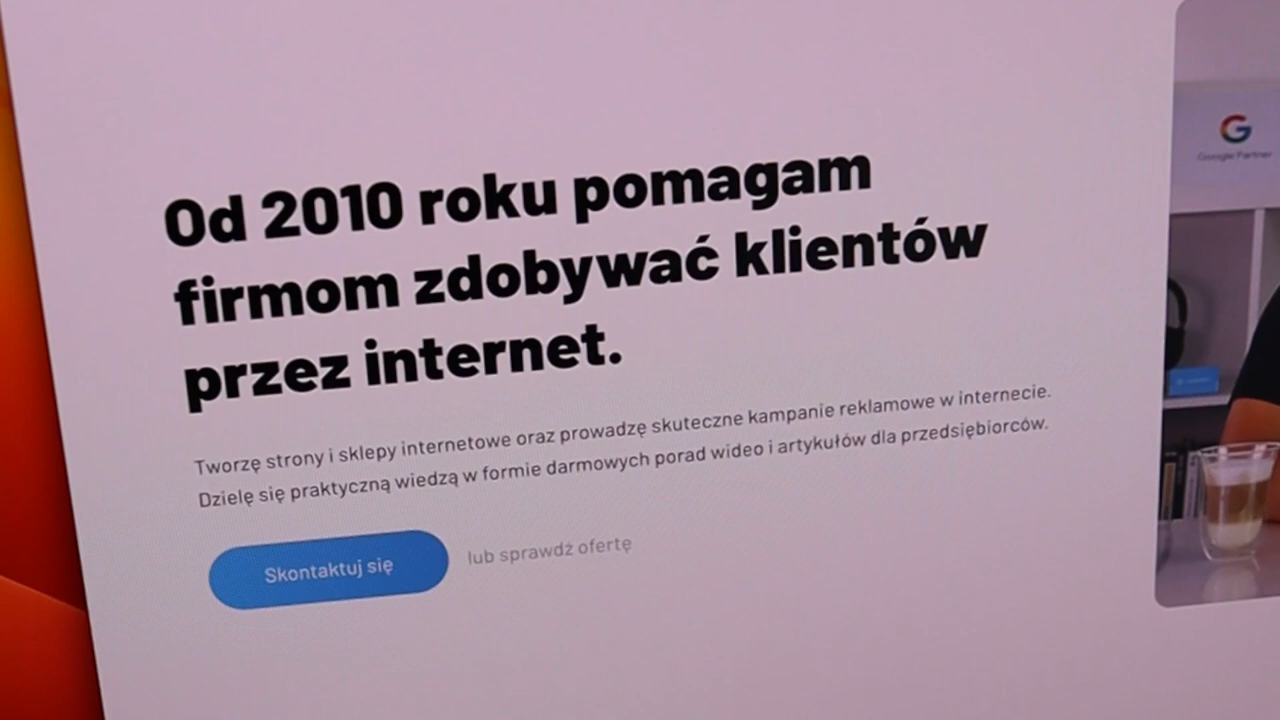 Od 2010 roku pomagam
firmom zdobywać klientów
przez internet.
Tworzę strony i sklepy internetowe oraz prowadzę skuteczne kampanie reklamowe w internecie.
Dzielę się praktyczną wiedzą w formie darmowych porad wideo i artykułów dla przedsiębiorców.
Skontaktuj się
lub sprawdź ofertę
Google Partner